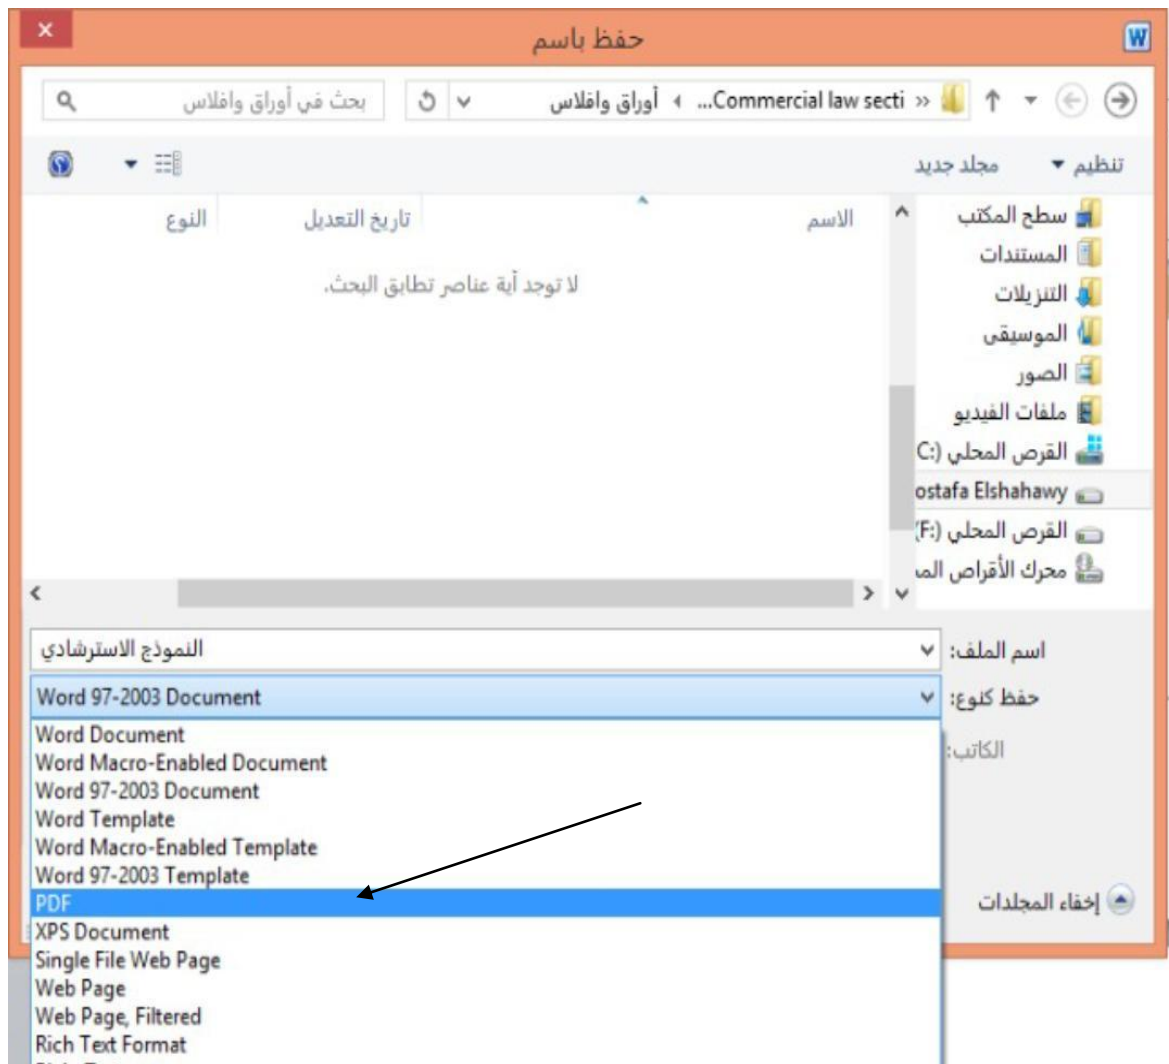 حفظ باسم
Commercial law secti... أوراق وافلاس
بحث في أوراق وافلاس
تنظيم
مجلد جديد
سطح المكتب
المستندات
التنزيلات
الموسيقى
الصور
ملفات الفيديو
القرص المحلي (C:
ostafa Elshahawy
القرص المحلي (F:)
محرك الأقراص
الاسم
تاريخ التعديل
النوع
لا توجد أية عناصر تطابق البحث.
اسم الملف: النموذج الاسترشادي
حفظ كنوع: Word 97-2003 Document
الكاتب:
Word Document
Word Macro-Enabled Document
Word 97-2003 Document
Word Template
Word Macro-Enabled Template
Word 97-2003 Template
PDF
XPS Document
Single File Web Page
Web Page
Web Page, Filtered
Rich Text Format
إخفاء المجلدات